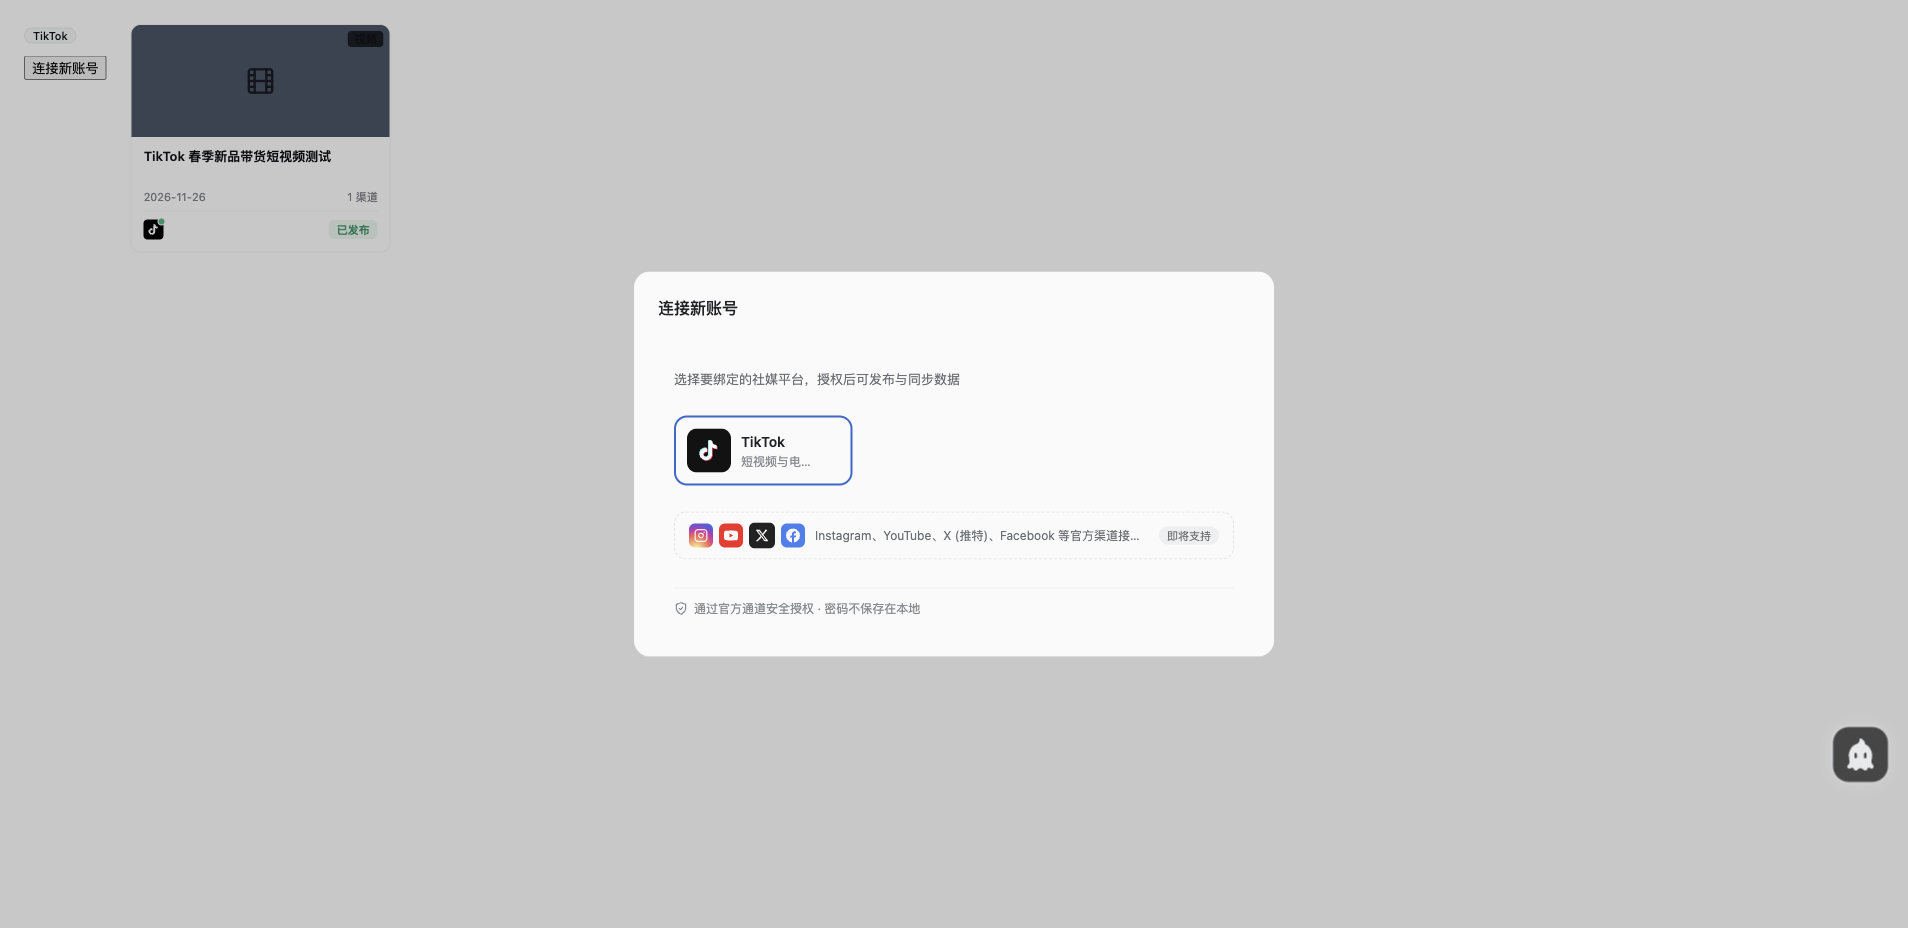 TikTok
连接新账号
TikTok 春季新品带货短视频测试
2026-11-26
1 渠道
已发布
连接新账号
选择要绑定的社媒平台，授权后可发布与同步数据
TikTok
短视频与电...
Instagram、YouTube、X (推特)、Facebook 等官方渠道接...
即将支持
通过官方通道安全授权 · 密码不保存在本地